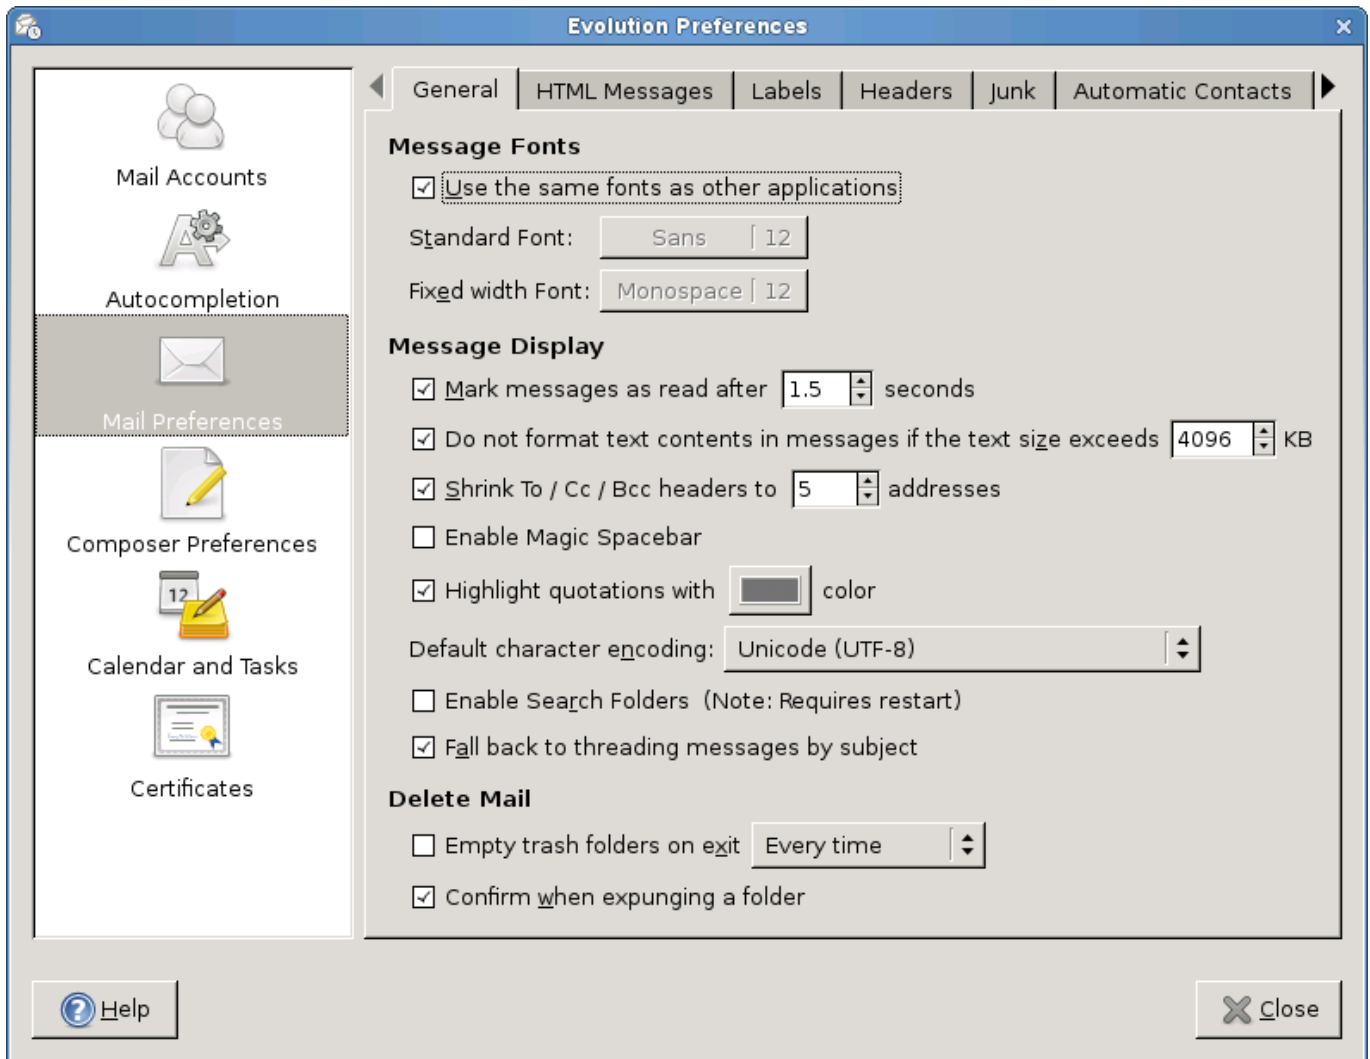 Evolution Preferences
Mail Accounts
Autocompletion
Mail Preferences
Composer Preferences
12
Calendar and Tasks
Certificates
General HTML Messages Labels Headers Junk Automatic Contacts
Message Fonts
Use the same fonts as other applications
Standard Font: Sans 12
Fixed width Font: Monospace 12
Message Display
Mark messages as read after 1.5 seconds
Do not format text contents in messages if the text size exceeds 4096 KB
Shrink To / Cc / Bcc headers to 5 addresses
Enable Magic Spacebar
Highlight quotations with color
Default character encoding: Unicode (UTF-8)
Enable Search Folders (Note: Requires restart)
Fall back to threading messages by subject
Delete Mail
Empty trash folders on exit Every time
Confirm when expunging a folder
Help Close